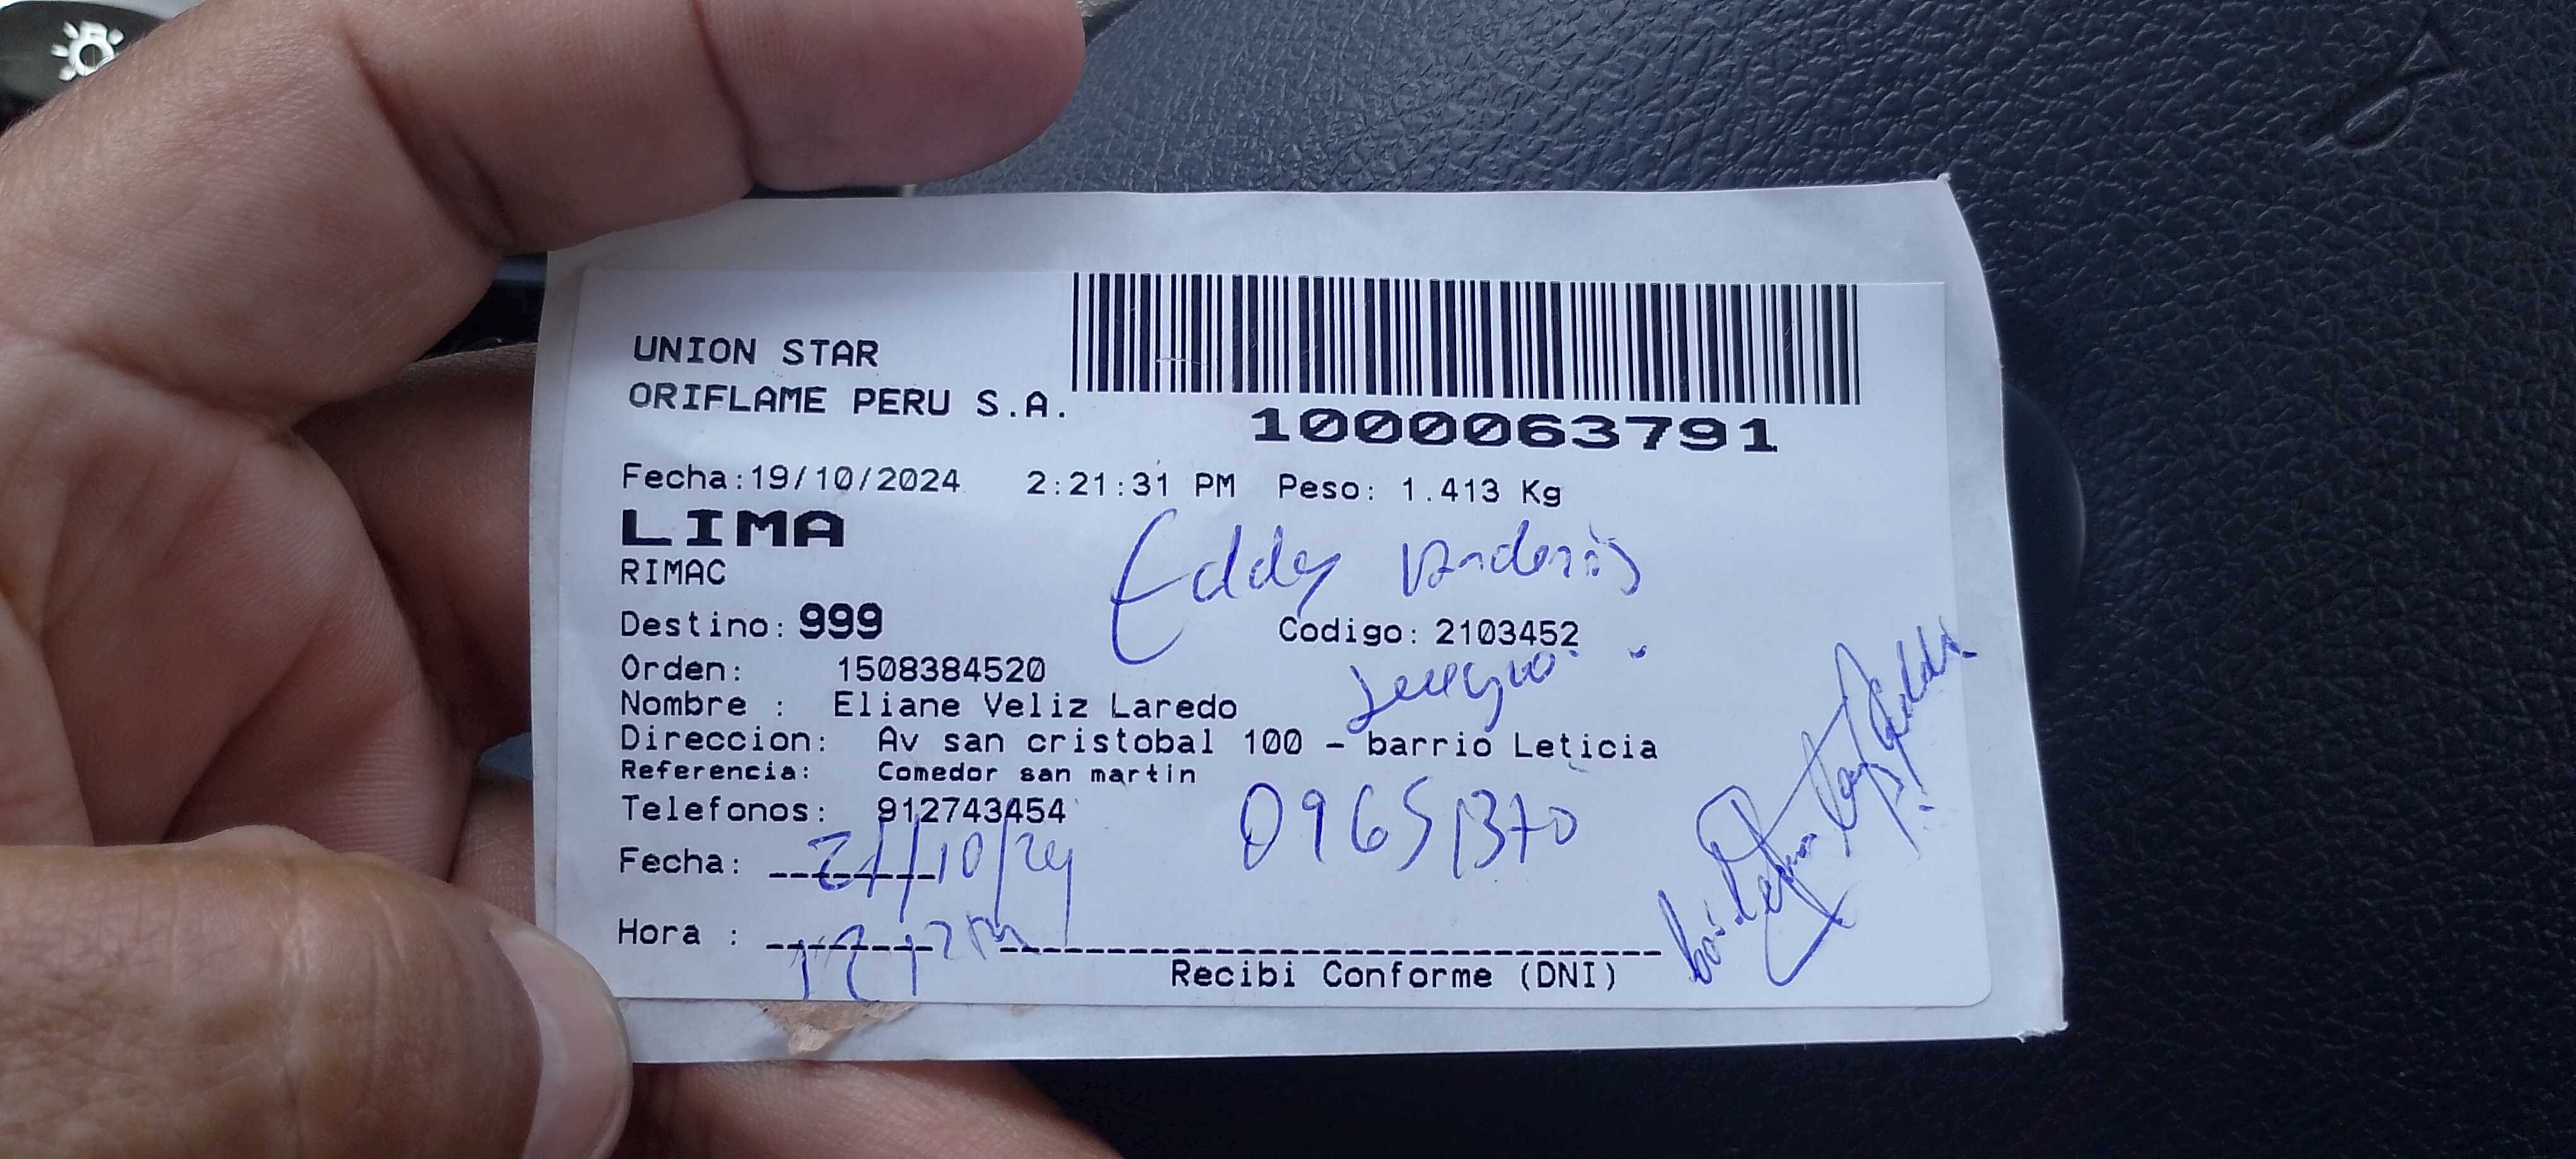 UNION STAR
ORIFLAME PERU S.A.
1000063791
Fecha:19/10/2024 2:21:31 PM Peso: 1.413 Kg
LIMA
RIMAC
Eddy
Destino: 999 Codigo: 2103452
Orden: 1508384520
Nombre : Eliane Veliz Laredo
Direccion: Av san cristobal 100 - barrio Leticia
Referencia: Comedor san martin
Telefonos: 912743454
09651370
Fecha: 21/10/24
Hora :
Recibi Conforme (DNI)